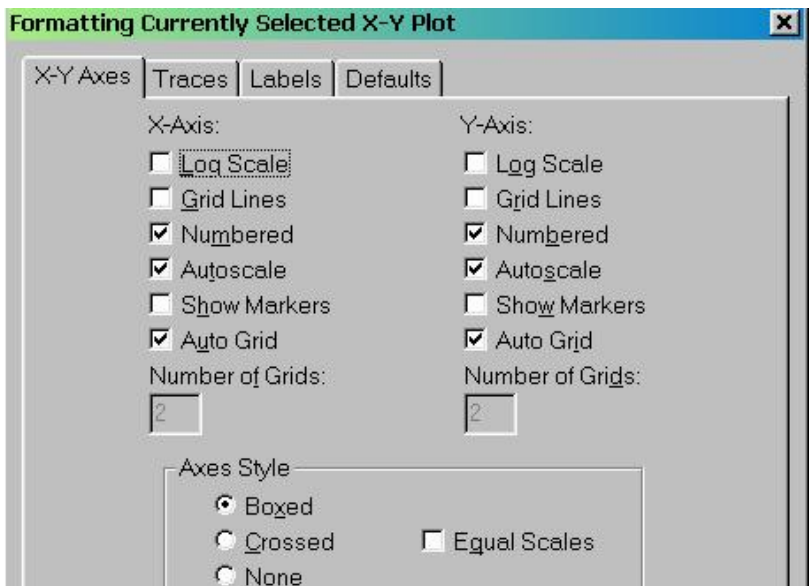 Formatting Currently Selected X-Y Plot
X-Y Axes Traces Labels Defaults
X-Axis: Y-Axis:
Log Scale Log Scale
Grid Lines Grid Lines
Numbered Numbered
Autoscale Autoscale
Show Markers Show Markers
Auto Grid Auto Grid
Number of Grids: Number of Grids:
2 2
Axes Style
Boxed
Crossed Equal Scales
None